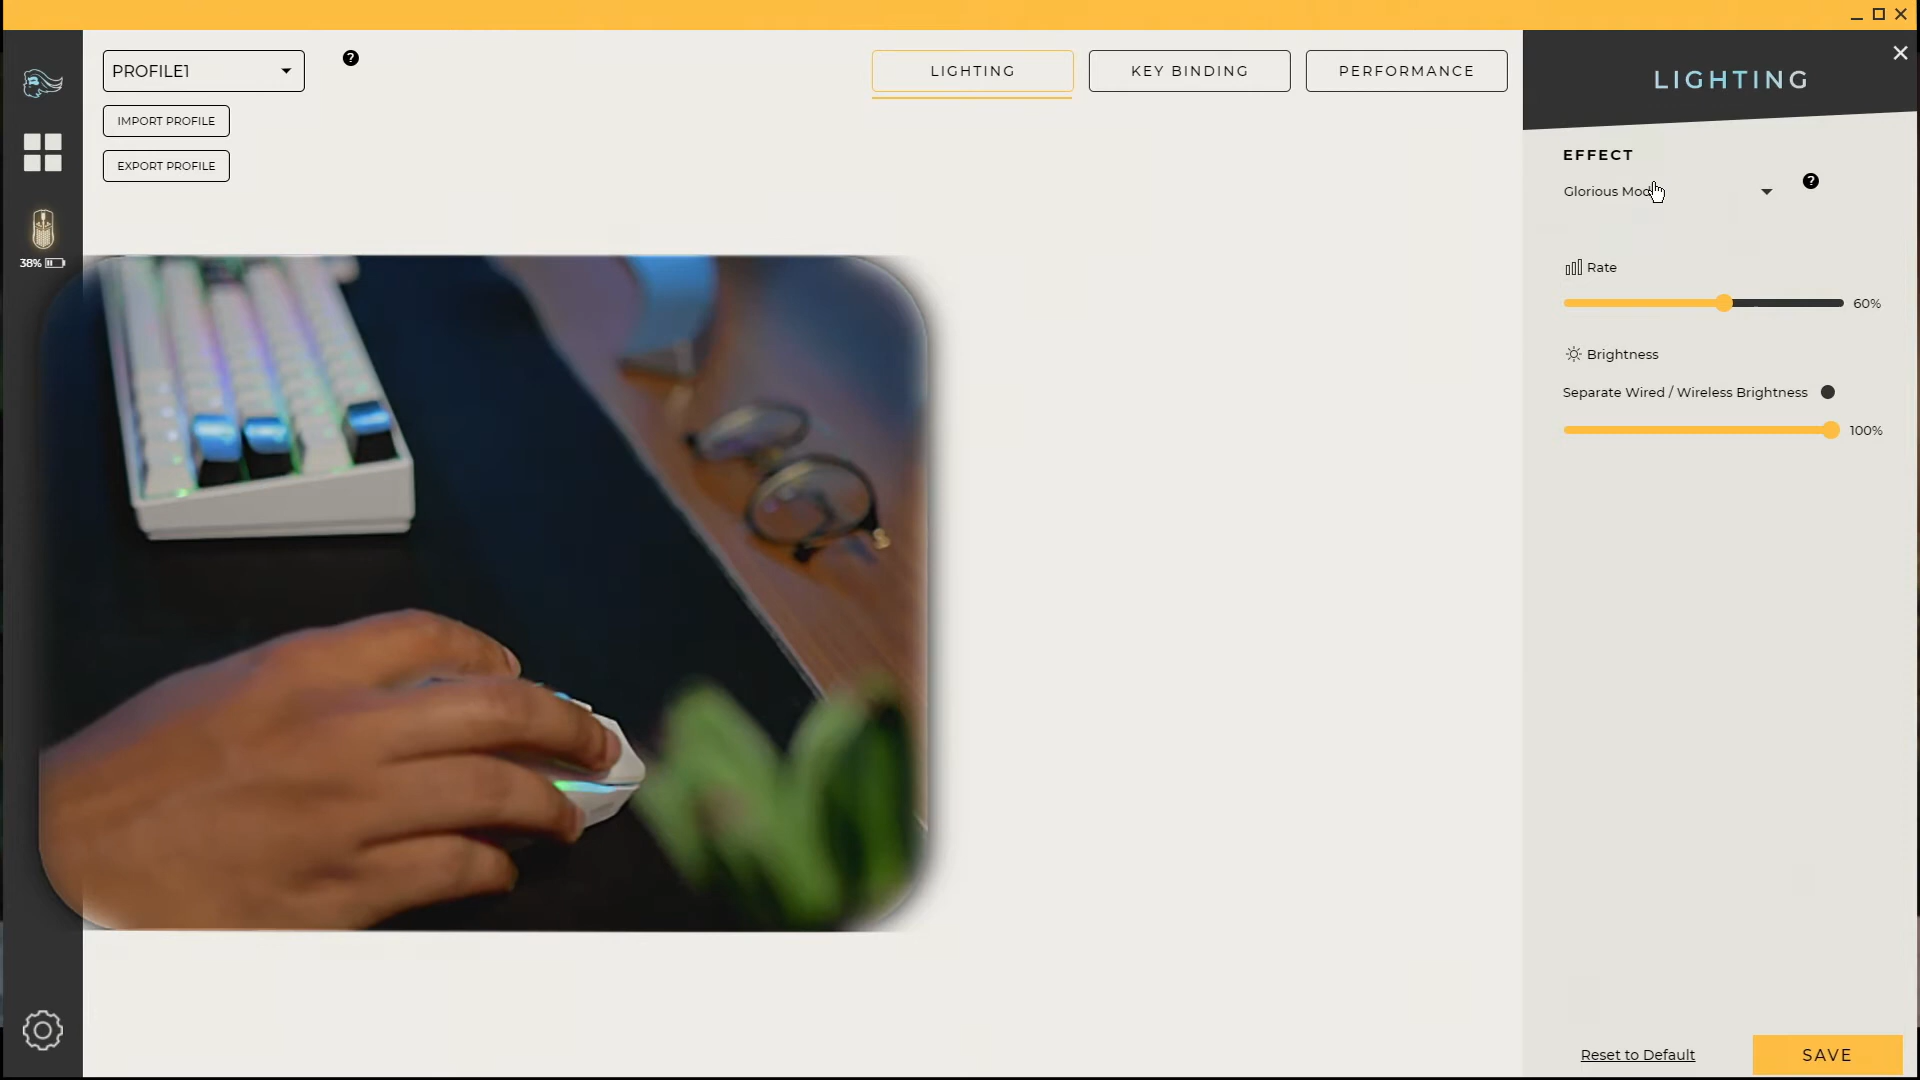 PROFILE1
?
IMPORT PROFILE
EXPORT PROFILE
38%
LIGHTING
KEY BINDING
PERFORMANCE
LIGHTING
EFFECT
Glorious
?
Rate
60%
Brightness
Separate Wired / Wireless Brightness
100%
Reset to Default
SAVE